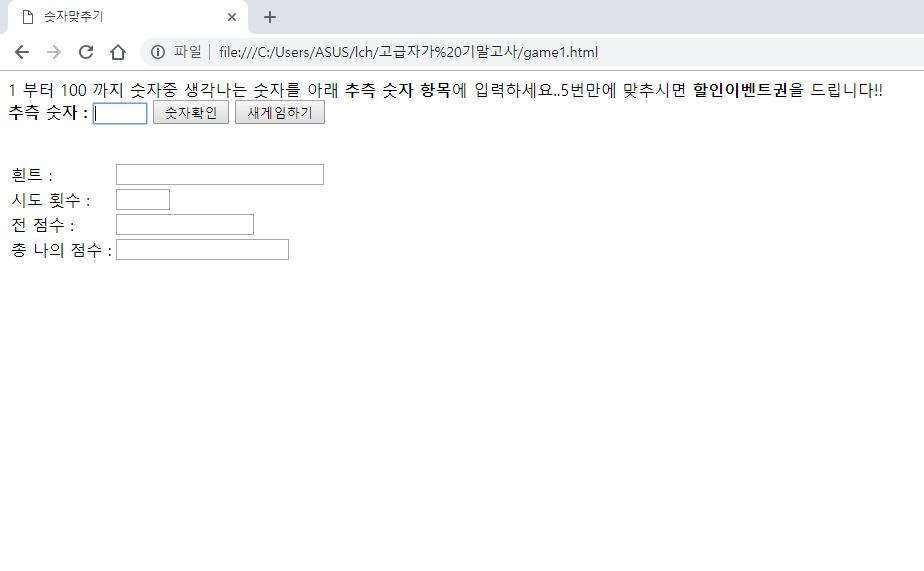 숫자맞추기
파일 file:///C:/Users/ASUS/lch/고급자가%20기말고사/game1.html
1 부터 100 까지 숫자중 생각나는 숫자를 아래 추측 숫자 항목에 입력하세요..5번만에 맞추시면 할인이벤트권을 드립니다!!
추측 숫자 : 숫자확인 새게임하기
흰트 :
시도 횟수 :
전 점수 :
총 나의 점수 :